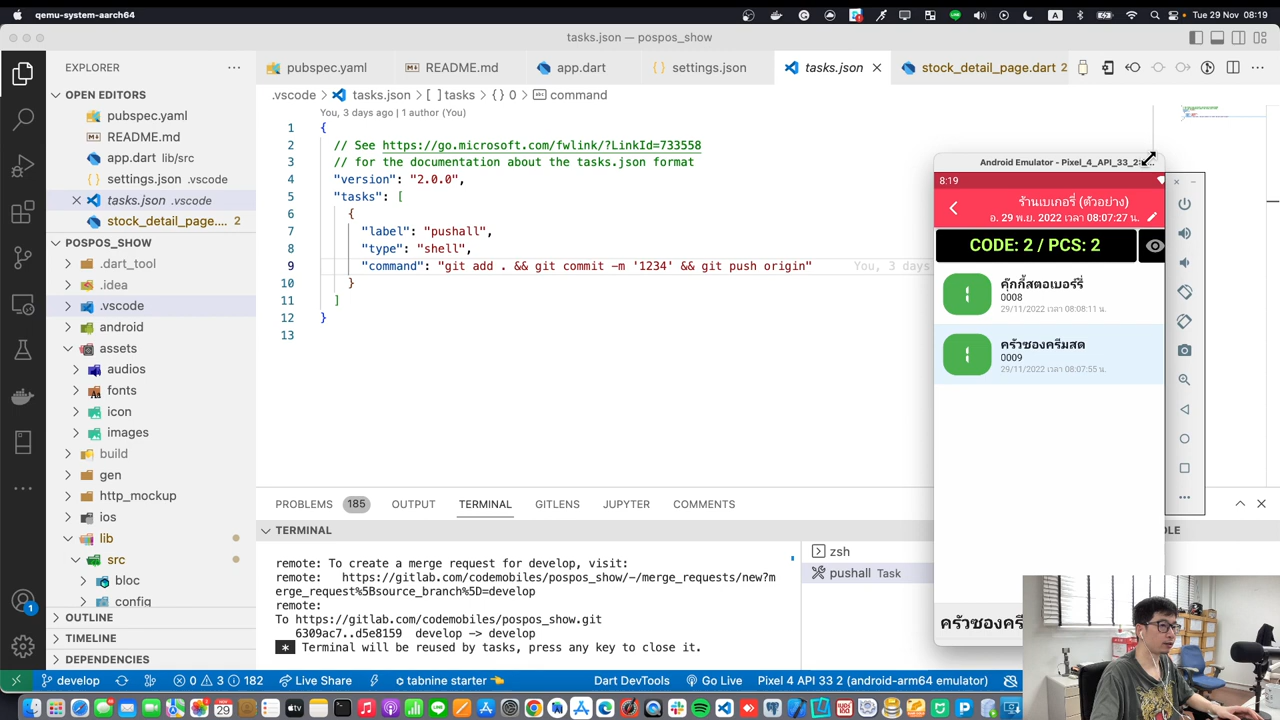 qemu-system-aarch64
Tue 29 Nov 08:19
tasks.json — pospos_show
EXPLORER
OPEN EDITORS
pubspec.yaml
README.md
app.dart lib/src
settings.json .vscode
tasks.json .vscode
stock_detail_page.... 2
POSPOS_SHOW
.dart_tool
.idea
.vscode
android
assets
audios
fonts
icon
images
build
gen
http_mockup
ios
lib
src
bloc
config
OUTLINE
TIMELINE
DEPENDENCIES
pubspec.yaml
README.md
app.dart
settings.json
tasks.json
stock_detail_page.dart 2
.vscode > tasks.json > [ ] tasks > { } 0 > command
You, 3 days ago | 1 author (You)
1 {
2 // See https://go.microsoft.com/fwlink/?LinkId=733558
3 // for the documentation about the tasks.json format
4 "version": "2.0.0",
5 "tasks": [
6 {
7 "label": "pushall",
8 "type": "shell",
9 "command": "git add . && git commit -m '1234' && git push origin" You, 3 days
10 }
11 ]
12 }
13
Android Emulator - Pixel_4_API_33_2:
8:19
ร้านเบเกอรี่ (ตัวอย่าง)
อ. 29 พ.ย. 2022 เวลา 08:07:27 น.
CODE: 2 / PCS: 2
1
คุ๊กกี้สตอเบอร์รี่
0008
29/11/2022 เวลา 08:08:11 น.
1
ครัวซองครีมสด
0009
29/11/2022 เวลา 08:07:55 น.
ครัวซองครี
PROBLEMS 185 OUTPUT TERMINAL GITLENS JUPYTER COMMENTS
TERMINAL
remote: To create a merge request for develop, visit:
remote: https://gitlab.com/codemobiles/pospos_show/-/merge_requests/new?m
erge_request%5Bsource_branch%5D=develop
remote:
To https://gitlab.com/codemobiles/pospos_show.git
6309ac7..d5e8159 develop -> develop
* Terminal will be reused by tasks, press any key to close it.
zsh
pushall Task
develop 0 3 182 Live Share tabnine starter Dart DevTools Go Live Pixel 4 API 33 2 (android-arm64 emulator)